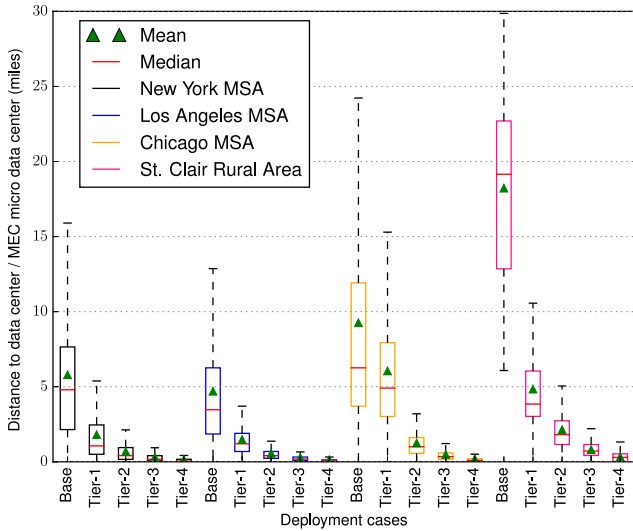 Distance to data center / MEC micro data center (miles)
30
25
20
15
10
5
0
Mean
Median
New York MSA
Los Angeles MSA
Chicago MSA
St. Clair Rural Area
Base
Tier-1
Tier-2
Tier-3
Tier-4
Base
Tier-1
Tier-2
Tier-3
Tier-4
Base
Tier-1
Tier-2
Tier-3
Tier-4
Base
Tier-1
Tier-2
Tier-3
Tier-4
Deployment cases